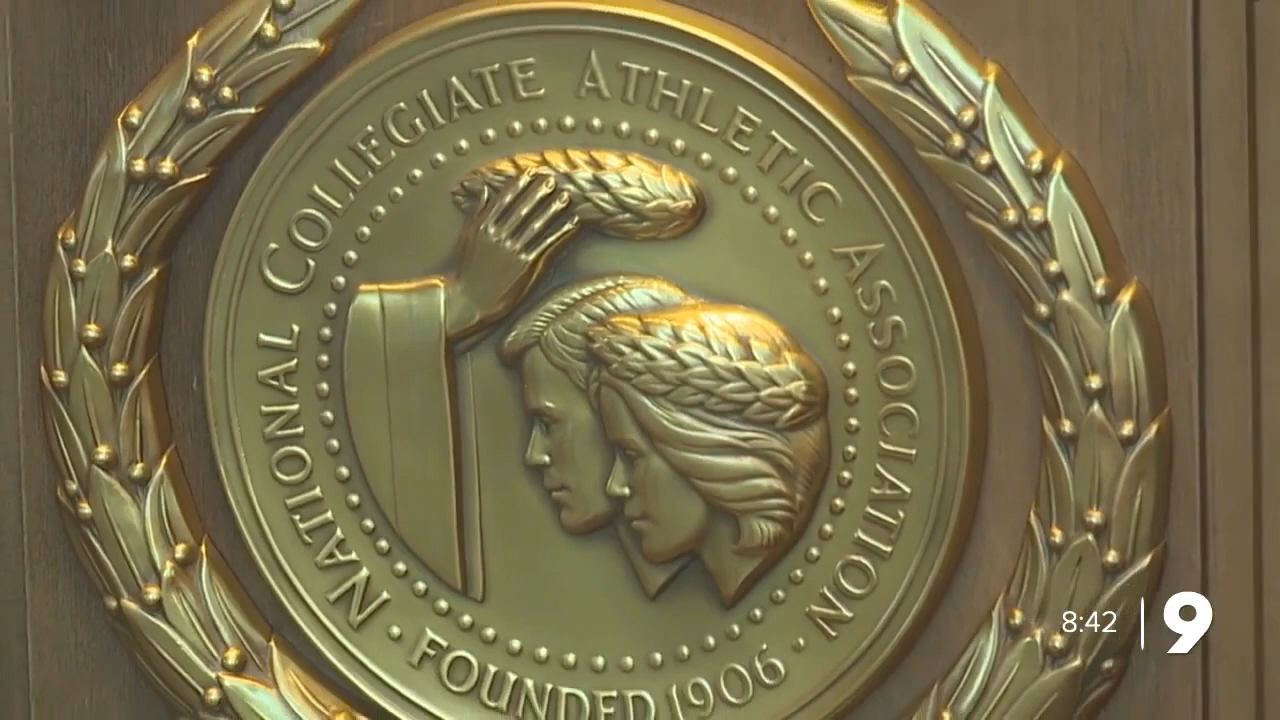 NATIONAL COLLEGIATE ATHLETIC ASSOCIATION
· FOUNDED 1906 ·
8:42 | 9